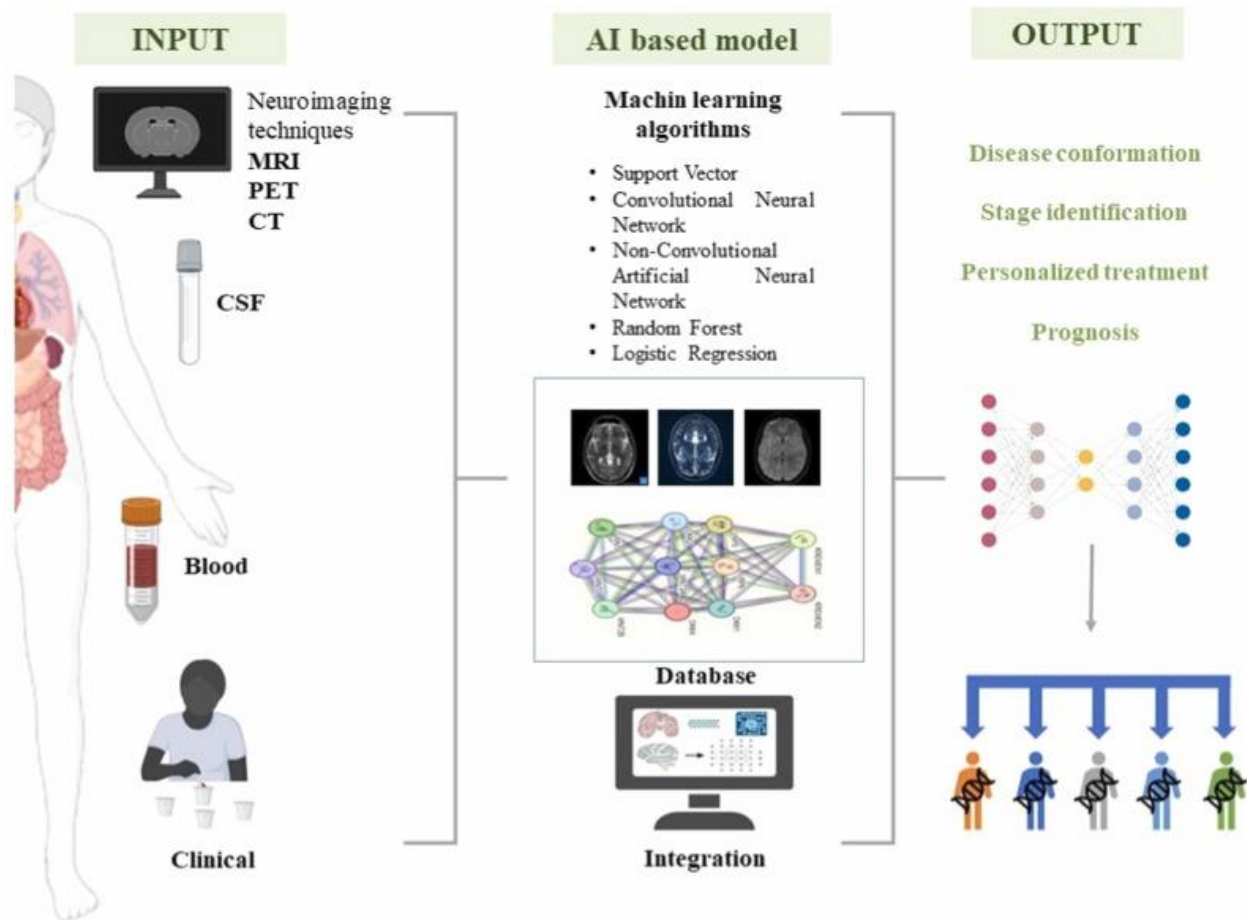 INPUT
Neuroimaging
techniques
MRI
PET
CT
CSF
Blood
Clinical
AI based model
Machin learning
algorithms
• Support Vector
• Convolutional Neural
Network
• Non-Convolutional
Artificial Neural
Network
• Random Forest
• Logistic Regression
Database
Integration
OUTPUT
Disease conformation
Stage identification
Personalized treatment
Prognosis